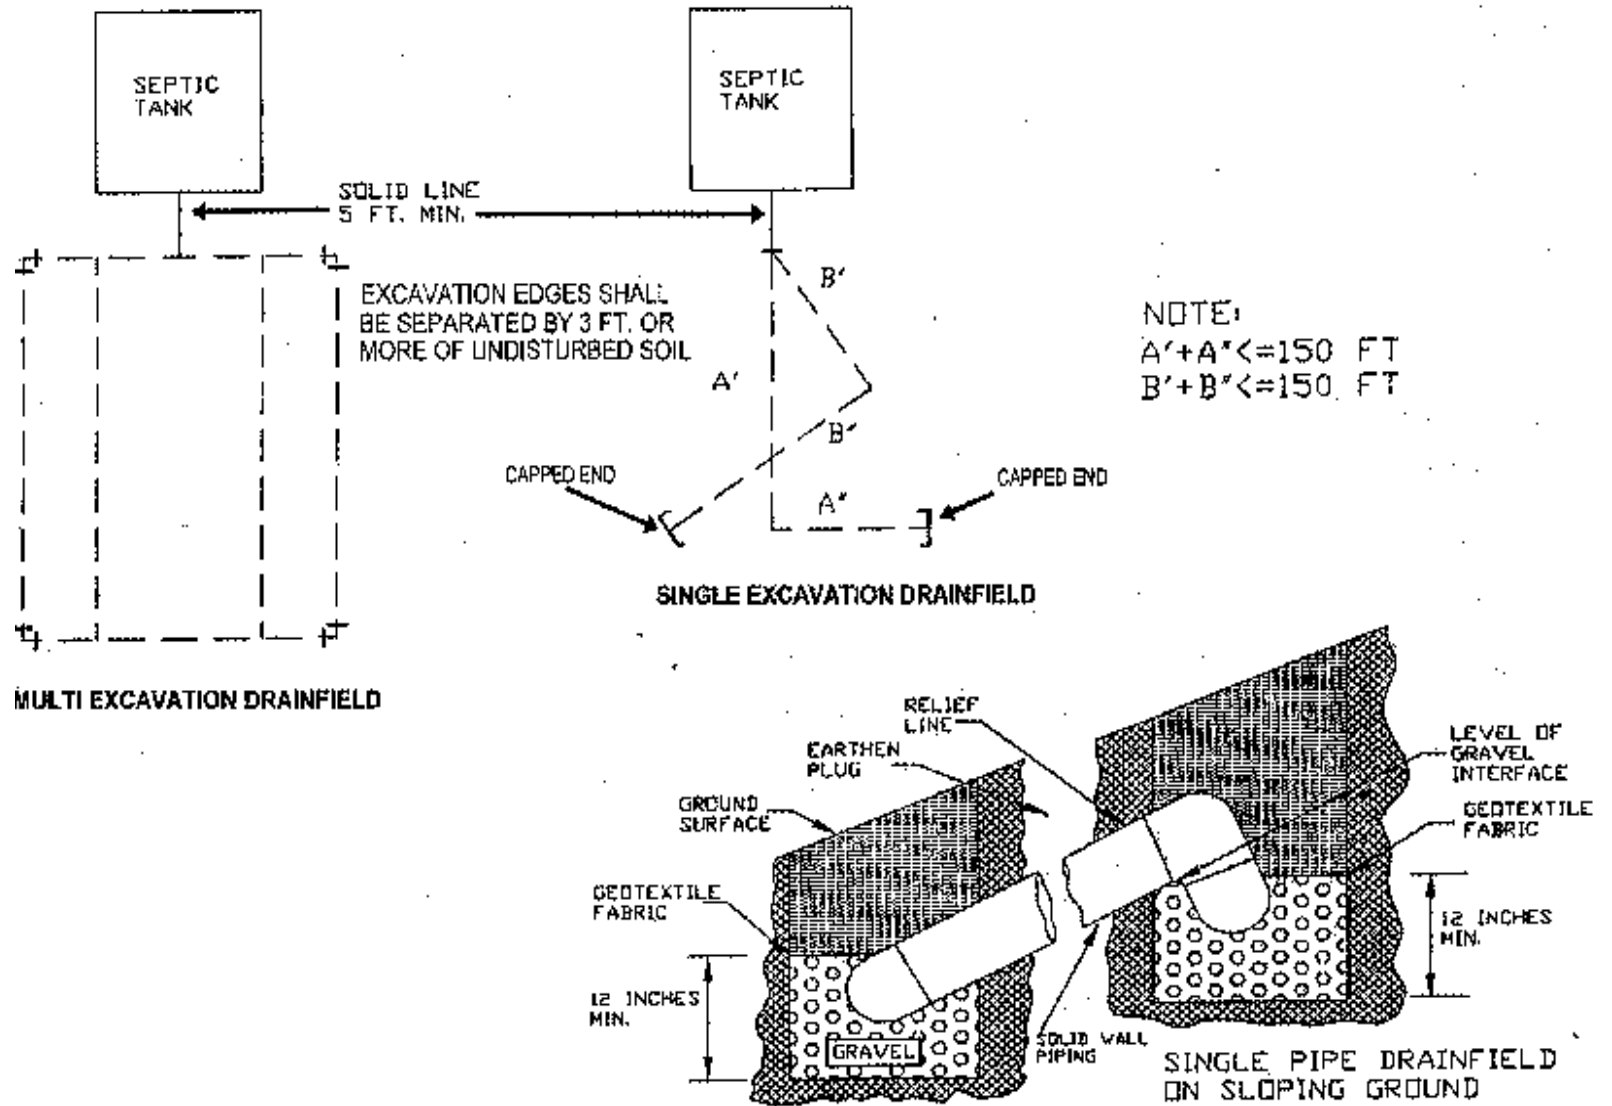 SEPTIC
TANK
SEPTIC
TANK
SOLID LINE
5 FT. MIN.
EXCAVATION EDGES SHALL
BE SEPARATED BY 3 FT. OR
MORE OF UNDISTURBED SOIL
B'
A'
B"
A"
NOTE:
A'+A"<=150 FT
B'+B"<=150 FT
CAPPED END
CAPPED END
SINGLE EXCAVATION DRAINFIELD
MULTI EXCAVATION DRAINFIELD
RELIEF
LINE
EARTHEN
PLUG
GROUND
SURFACE
LEVEL OF
GRAVEL
INTERFACE
GEOTEXTILE
FABRIC
GEOTEXTILE
FABRIC
12 INCHES
MIN.
12 INCHES
MIN.
GRAVEL
SOLID WALL
PIPING
SINGLE PIPE DRAINFIELD
ON SLOPING GROUND